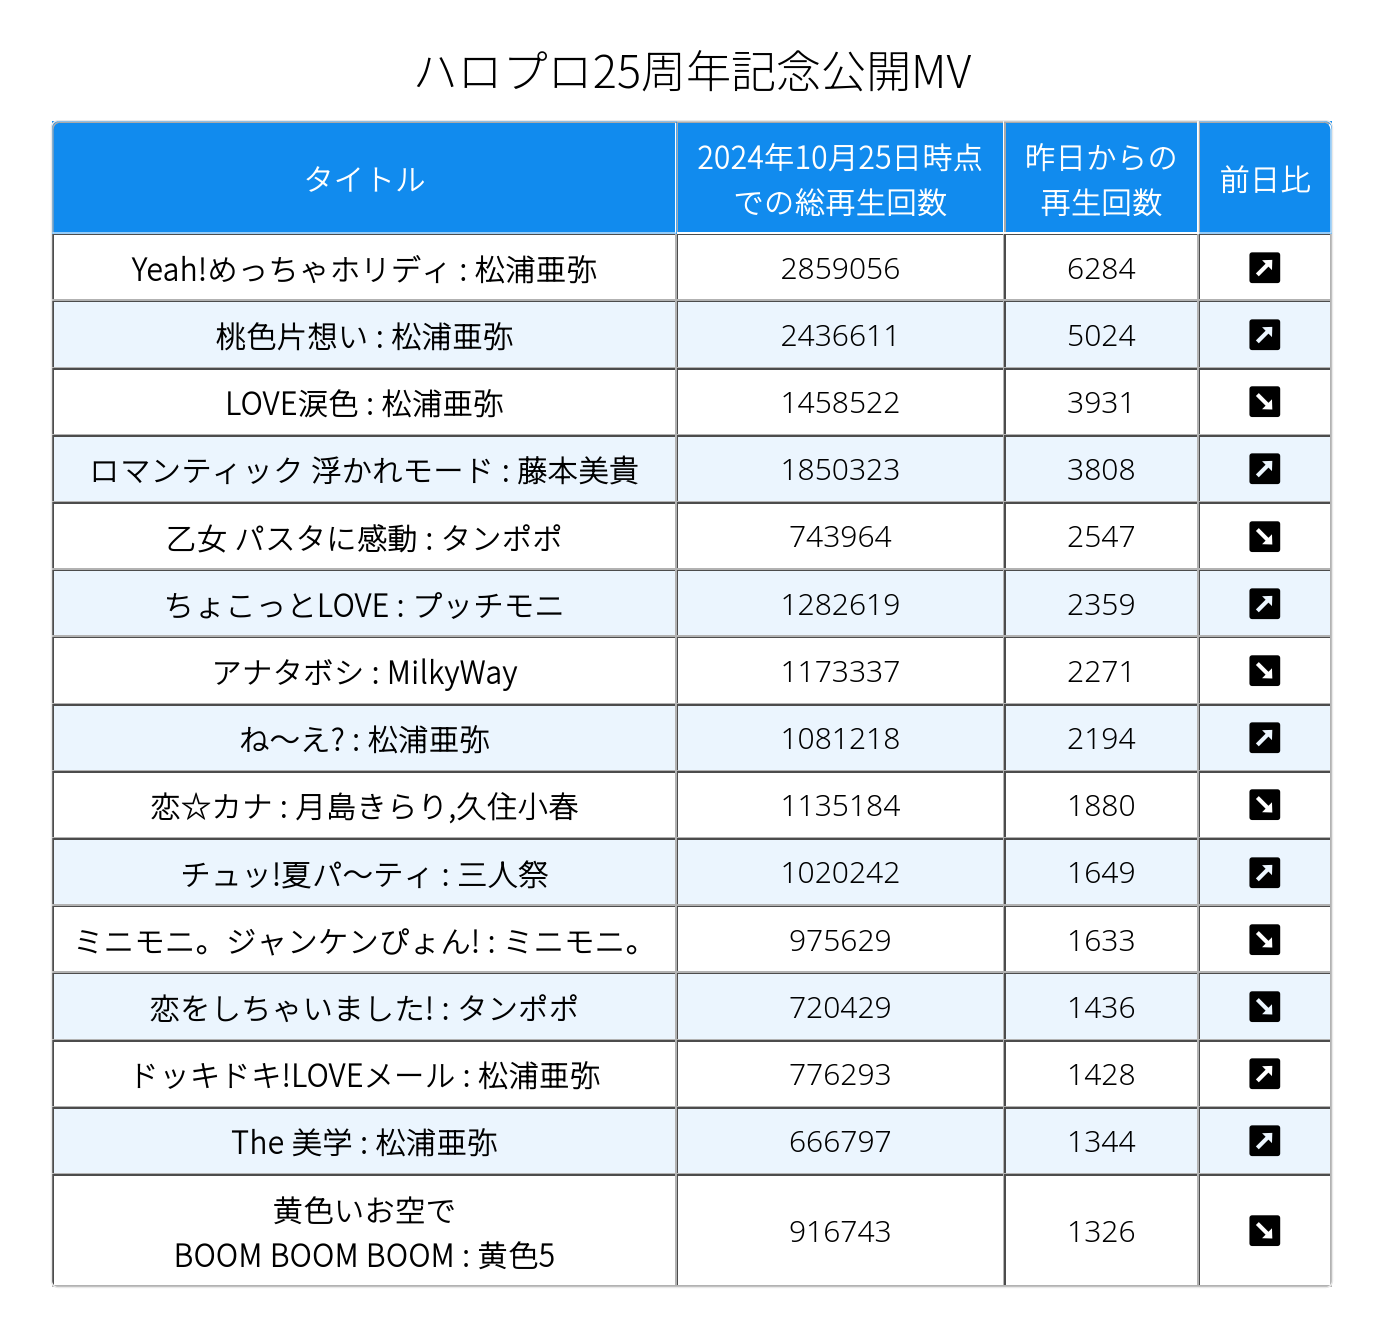 ハロプロ25周年記念公開MV
タイトル 2024年10月25日時点 昨日からの 前日比
での総再生回数 再生回数
Yeah!めっちゃホリディ : 松浦亜弥 2859056 6284 ↗
桃色片想い : 松浦亜弥 2436611 5024 ↗
LOVE涙色 : 松浦亜弥 1458522 3931 ↘
ロマンティック 浮かれモード : 藤本美貴 1850323 3808 ↗
乙女 パスタに感動 : タンポポ 743964 2547 ↘
ちょこっとLOVE : プッチモニ 1282619 2359 ↗
アナタボシ : MilkyWay 1173337 2271 ↘
ね〜え? : 松浦亜弥 1081218 2194 ↗
恋☆カナ : 月島きらり,久住小春 1135184 1880 ↘
チュッ!夏パ〜ティ : 三人祭 1020242 1649 ↗
ミニモニ。ジャンケンぴょん! : ミニモニ。 975629 1633 ↘
恋をしちゃいました! : タンポポ 720429 1436 ↘
ドッキドキ!LOVEメール : 松浦亜弥 776293 1428 ↗
The 美学 : 松浦亜弥 666797 1344 ↗
黄色いお空で
BOOM BOOM BOOM : 黄色5 916743 1326 ↘